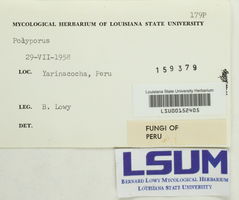 179P
MYCOLOGICAL HERBARIUM OF LOUISIANA STATE UNIVERSITY
Polyporus
29-VII-1958
LOC. Yarinacocha, Peru
159379
Louisiana State University Herbarium
LSU00152405
LEG. B. Lowy
DET.
FUNGI OF
PERU
LSUM
BERNARD LOWY MYCOLOGICAL HERBARIUM
LOUISIANA STATE UNIVERSITY